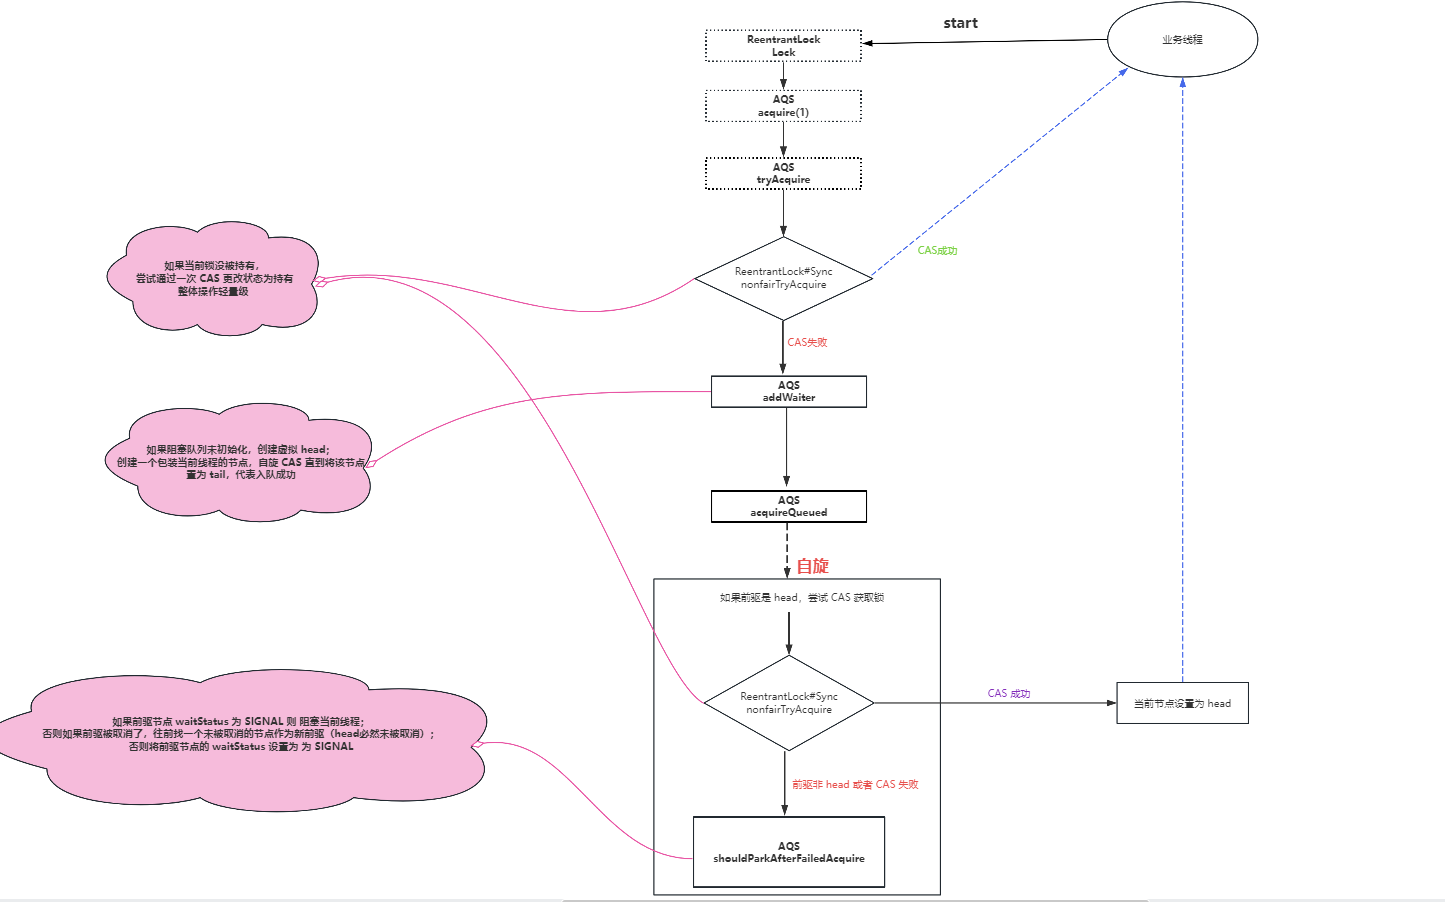 start
业务线程
ReentrantLock
Lock
AQS
acquire(1)
AQS
tryAcquire
CAS成功
如果当前锁没被持有，
尝试通过一次 CAS 更改状态为持有
整体操作轻量级
ReentrantLock#Sync
nonfairTryAcquire
CAS失败
AQS
addWaiter
如果阻塞队列未初始化，创建虚拟 head；
创建一个包装当前线程的节点，自旋 CAS 直到将该节点
置为 tail，代表入队成功
AQS
acquireQueued
自旋
如果前驱是 head，尝试 CAS 获取锁
ReentrantLock#Sync
nonfairTryAcquire
CAS 成功
当前节点设置为 head
如果前驱节点 waitStatus 为 SIGNAL 则 阻塞当前线程；
否则如果前驱被取消了，往前找一个未被取消的节点作为新前驱（head必然未被取消）；
否则将前驱节点的 waitStatus 设置为 为 SIGNAL
前驱非 head 或者 CAS 失败
AQS
shouldParkAfterFailedAcquire